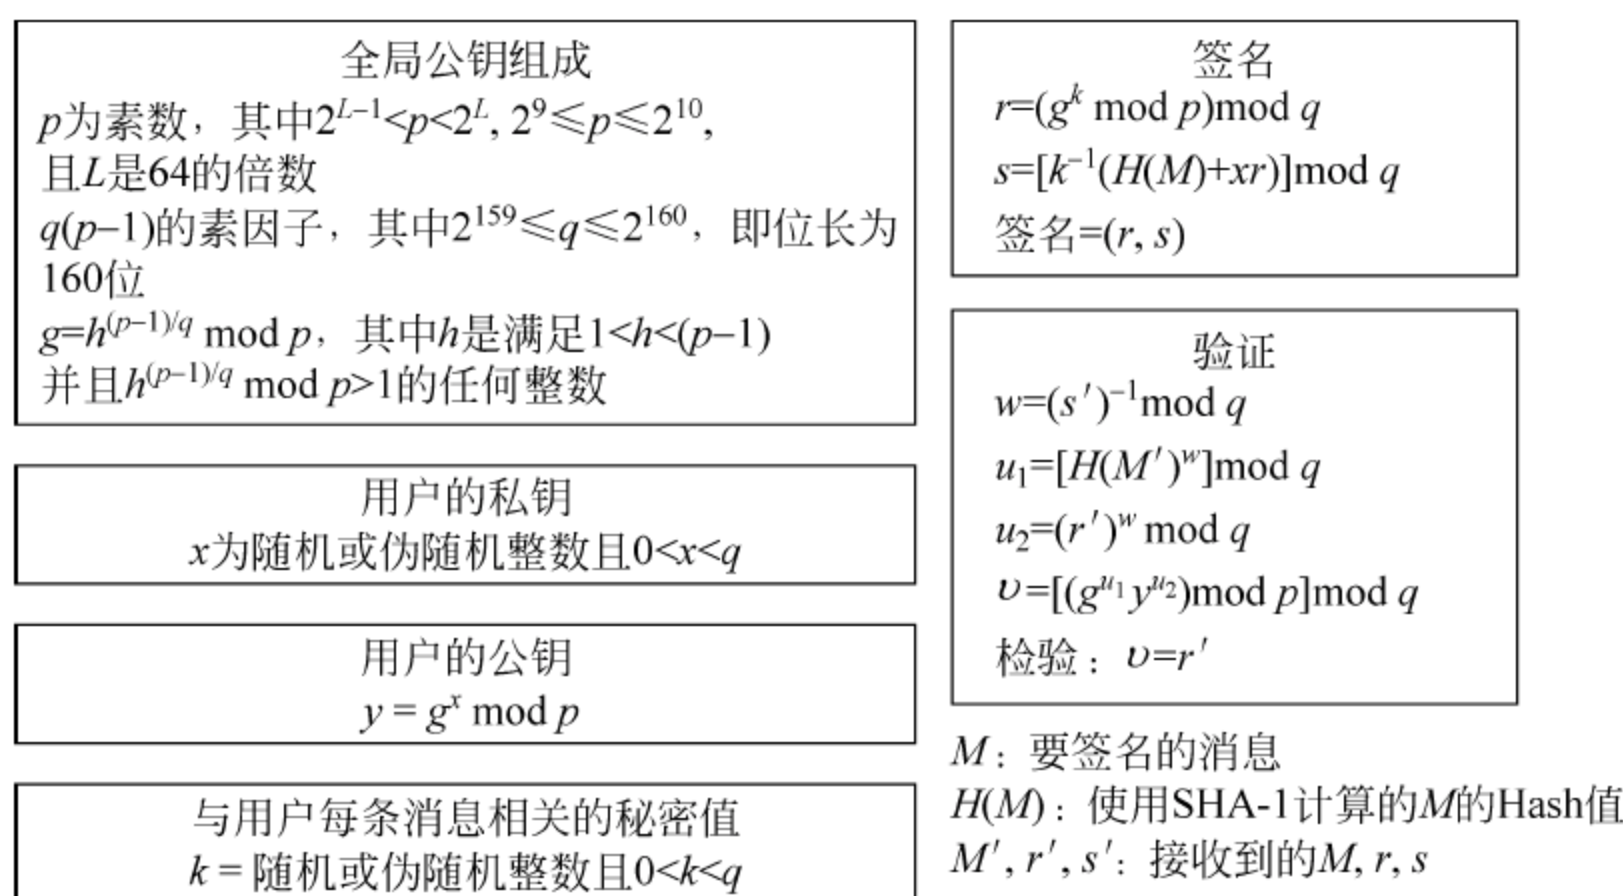 全局公钥组成
p为素数，其中2^{L−1}<p<2^L, 2^9≤p≤2^{10},
且L是64的倍数
q(p−1)的素因子，其中2^{159}≤q≤2^{160}，即位长为
160位
g=h^{(p−1)/q} mod p，其中h是满足1<h<(p−1)
并且h^{(p−1)/q} mod p>1的任何整数
用户的私钥
x为随机或伪随机整数且0<x<q
用户的公钥
y = g^x mod p
与用户每条消息相关的秘密值
k = 随机或伪随机整数且0<k<q
签名
r=(g^k mod p)mod q
s=[k^{−1}(H(M)+xr)]mod q
签名=(r, s)
验证
w=(s′)^{−1}mod q
u_1=[H(M′)^w]mod q
u_2=(r′)^w mod q
υ=[(g^{u_1}y^{u_2})mod p]mod q
检验：υ=r′
M：要签名的消息
H(M)：使用SHA-1计算的M的Hash值
M′, r′, s′：接收到的M, r, s